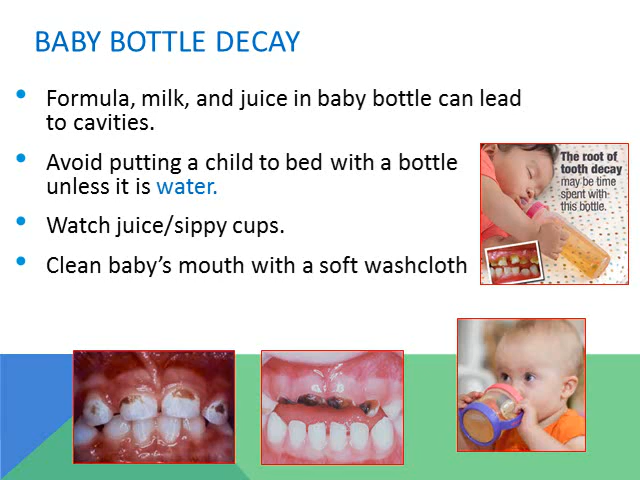 BABY BOTTLE DECAY
• Formula, milk, and juice in baby bottle can lead
to cavities.
• Avoid putting a child to bed with a bottle
unless it is water.
• Watch juice/sippy cups.
• Clean baby’s mouth with a soft washcloth
The root of
tooth decay
may be time
spent with
this bottle.